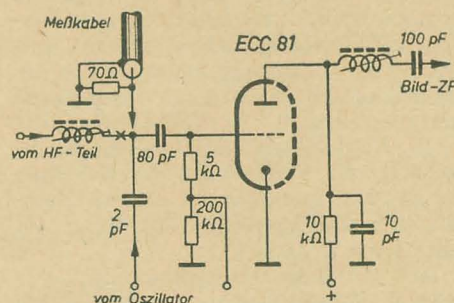 Meßkabel
70Ω
ECC 81
100 pF
Bild-ZF
vom HF-Teil
80 pF
5
kΩ
2
pF
200
kΩ
10
kΩ
10
pF
+
vom Oszillator